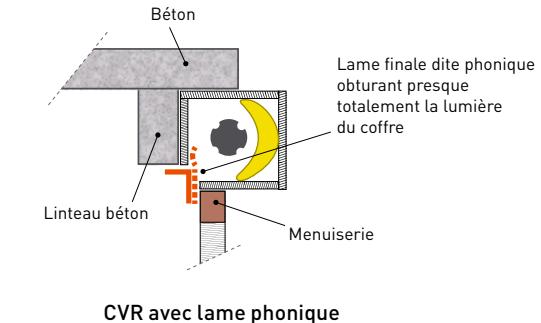 Béton
Lame finale dite phonique
obturant presque
totalement la lumière
du coffre
Linteau béton
Menuiserie
CVR avec lame phonique